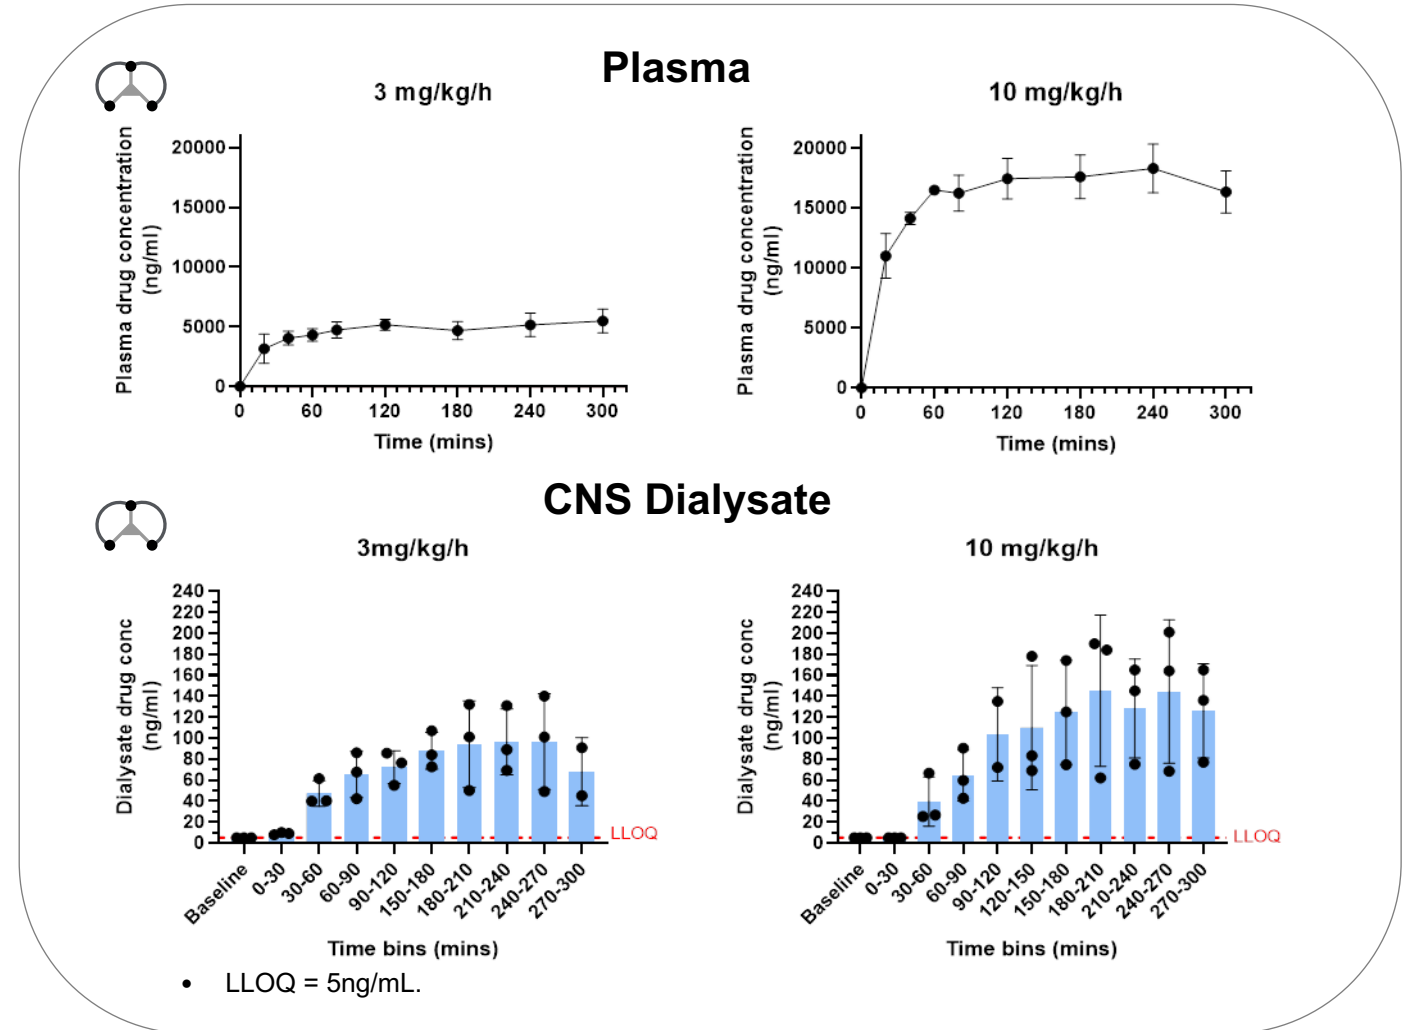 Plasma
3 mg/kg/h
10 mg/kg/h
Plasma drug concentration
(ng/ml)
20000
15000
10000
5000
0
0 60 120 180 240 300
Time (mins)
Plasma drug concentration
(ng/ml)
20000
15000
10000
5000
0
0 60 120 180 240 300
Time (mins)
CNS Dialysate
3mg/kg/h
10 mg/kg/h
Dialysate drug conc
(ng/ml)
240
220
200
180
160
140
120
100
80
60
40
20
0
LLOQ
Baseline 0-30 30-60 60-90 90-120 150-180 180-210 210-240 240-270 270-300
Time bins (mins)
Dialysate drug conc
(ng/ml)
240
220
200
180
160
140
120
100
80
60
40
20
0
LLOQ
Baseline 0-30 30-60 60-90 90-120 120-150 150-180 180-210 210-240 240-270 270-300
Time bins (mins)
• LLOQ = 5ng/mL.